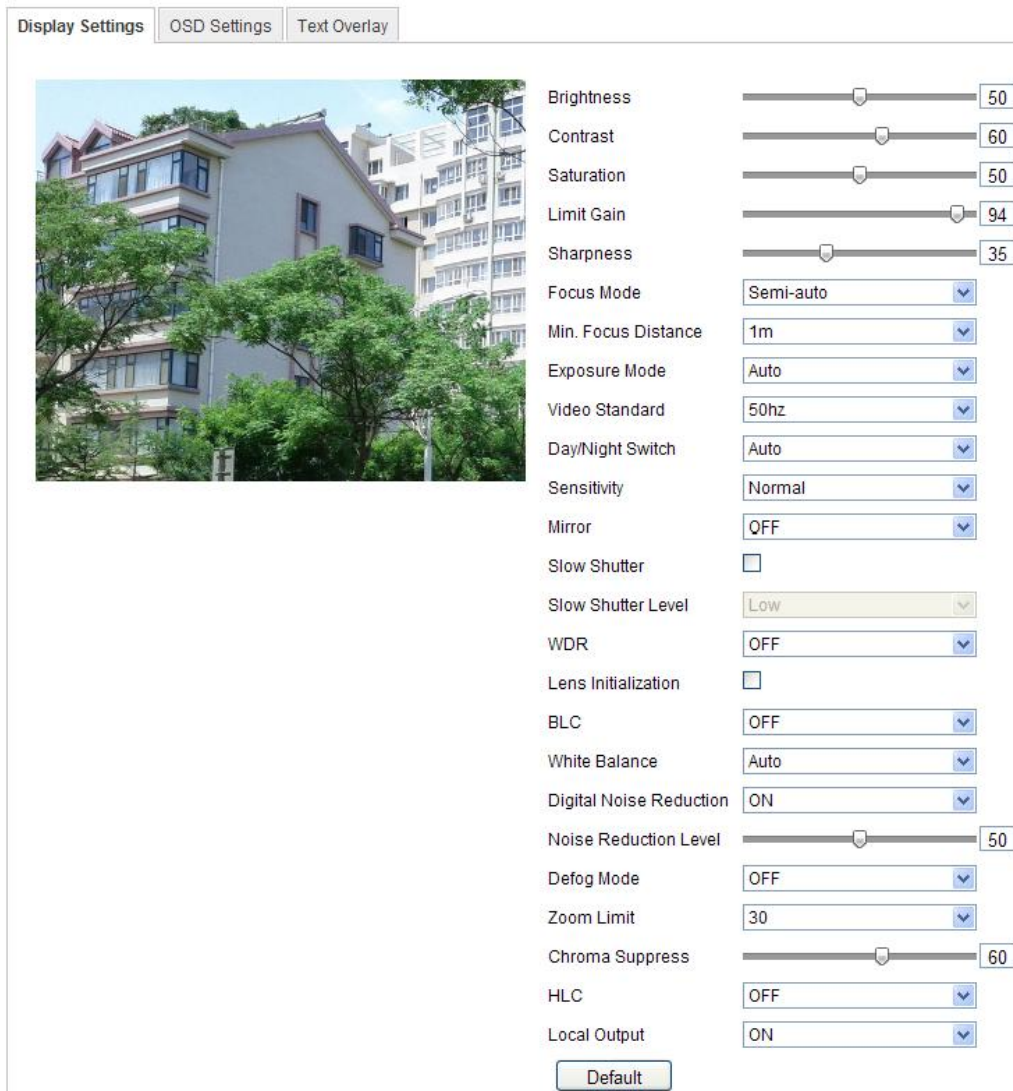 Display Settings OSD Settings Text Overlay
Brightness 50
Contrast 60
Saturation 50
Limit Gain 94
Sharpness 35
Focus Mode Semi-auto
Min. Focus Distance 1m
Exposure Mode Auto
Video Standard 50hz
Day/Night Switch Auto
Sensitivity Normal
Mirror OFF
Slow Shutter
Slow Shutter Level Low
WDR OFF
Lens Initialization
BLC OFF
White Balance Auto
Digital Noise Reduction ON
Noise Reduction Level 50
Defog Mode OFF
Zoom Limit 30
Chroma Suppress 60
HLC OFF
Local Output ON
Default